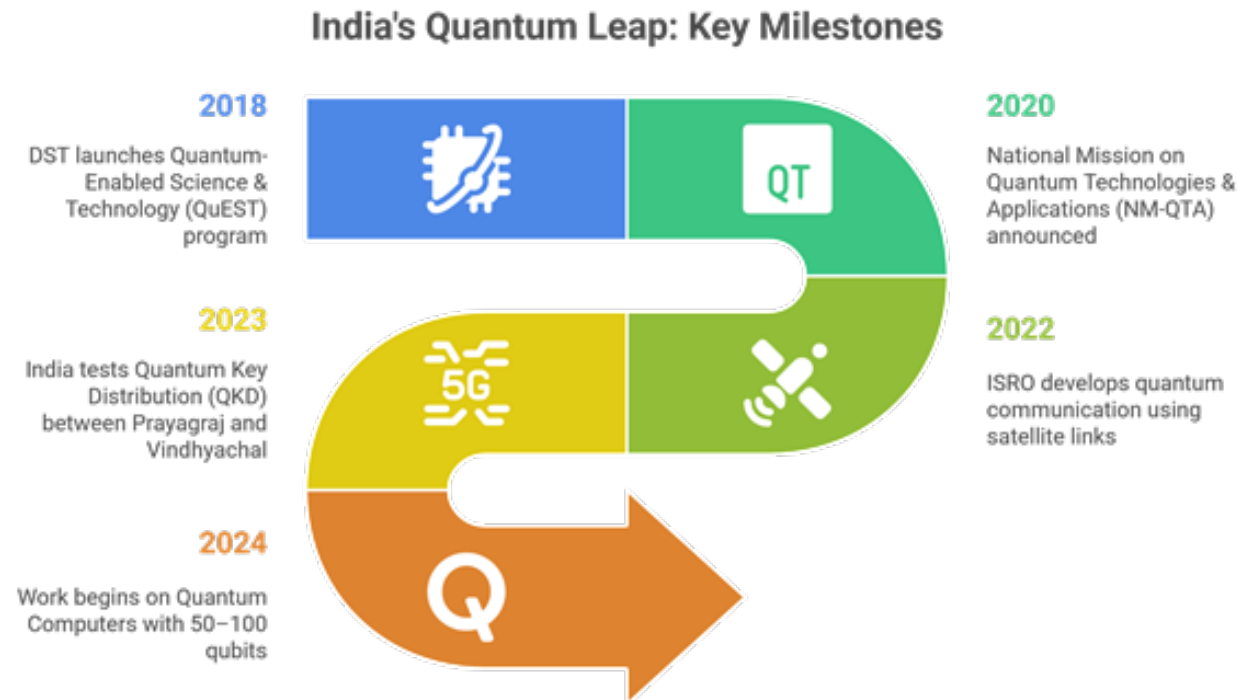 India's Quantum Leap: Key Milestones
2018
DST launches Quantum-
Enabled Science &
Technology (QuEST)
program
QT
2020
National Mission on
Quantum Technologies &
Applications (NM-QTA)
announced
2022
ISRO develops quantum
communication using
satellite links
2023
India tests Quantum Key
Distribution (QKD)
between Prayagraj and
Vindhyachal
5G
2024
Work begins on Quantum
Computers with 50–100
qubits
Q